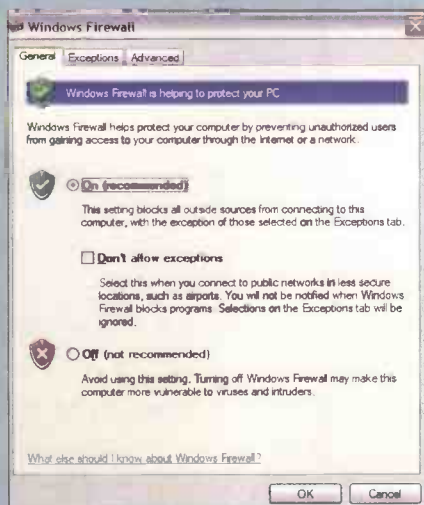 Windows Firewall
General Exceptions Advanced
Windows Firewall is helping to protect your PC
Windows Firewall helps protect your computer by preventing unauthorized users
from gaining access to your computer through the Internet or a network.
On (recommended)
This setting blocks all outside sources from connecting to this
computer, with the exception of those selected on the Exceptions tab.
Don't allow exceptions
Select this when you connect to public networks in less secure
locations, such as airports. You will not be notified when Windows
Firewall blocks programs. Selections on the Exceptions tab will be
ignored.
Off (not recommended)
Avoid using this setting. Turning off Windows Firewall may make this
computer more vulnerable to viruses and intruders.
What else should I know about Windows Firewall?
OK Cancel